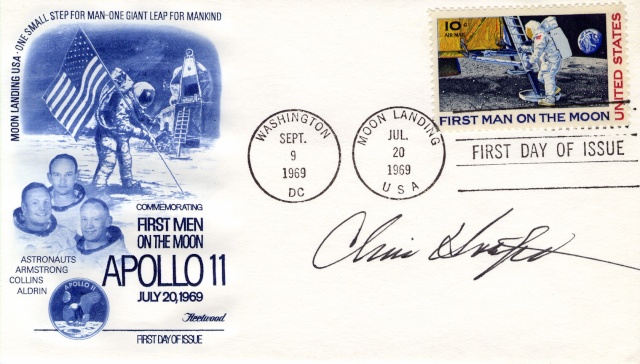 MOON LANDING USA · ONE SMALL STEP FOR MAN-ONE GIANT LEAP FOR MANKIND
10¢
AIR MAIL
UNITED STATES
FIRST MAN ON THE MOON
WASHINGTON
SEPT.
9
1969
DC
MOON LANDING
JUL.
20
1969
USA
FIRST DAY OF ISSUE
COMMEMORATING
FIRST MEN
ON THE MOON
APOLLO 11
JULY 20, 1969
ASTRONAUTS
ARMSTRONG
COLLINS
ALDRIN
APOLLO 11
Fleetwood
FIRST DAY OF ISSUE
Chris